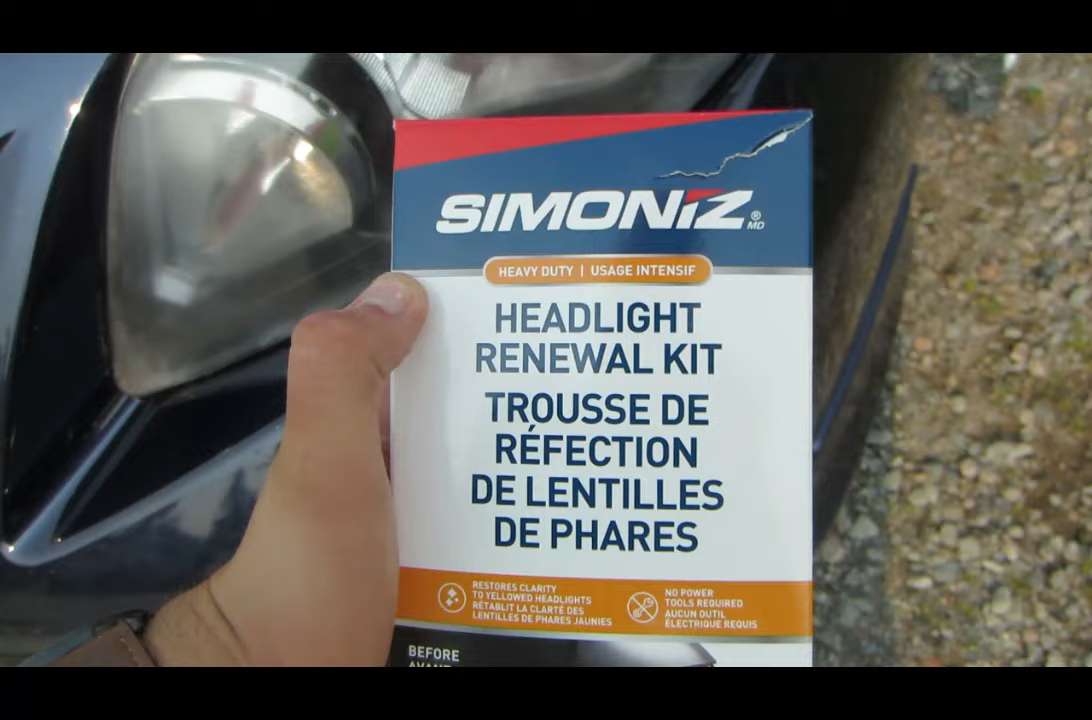 SIMONIZ®
MD
HEAVY DUTY | USAGE INTENSIF
HEADLIGHT
RENEWAL KIT
TROUSSE DE
RÉFECTION
DE LENTILLES
DE PHARES
RESTORES CLARITY
TO YELLOWED HEADLIGHTS
RÉTABLIT LA CLARTÉ DES
LENTILLES DE PHARES JAUNIES
NO POWER
TOOLS REQUIRED
AUCUN OUTIL
ÉLECTRIQUE REQUIS
BEFORE
AVANT